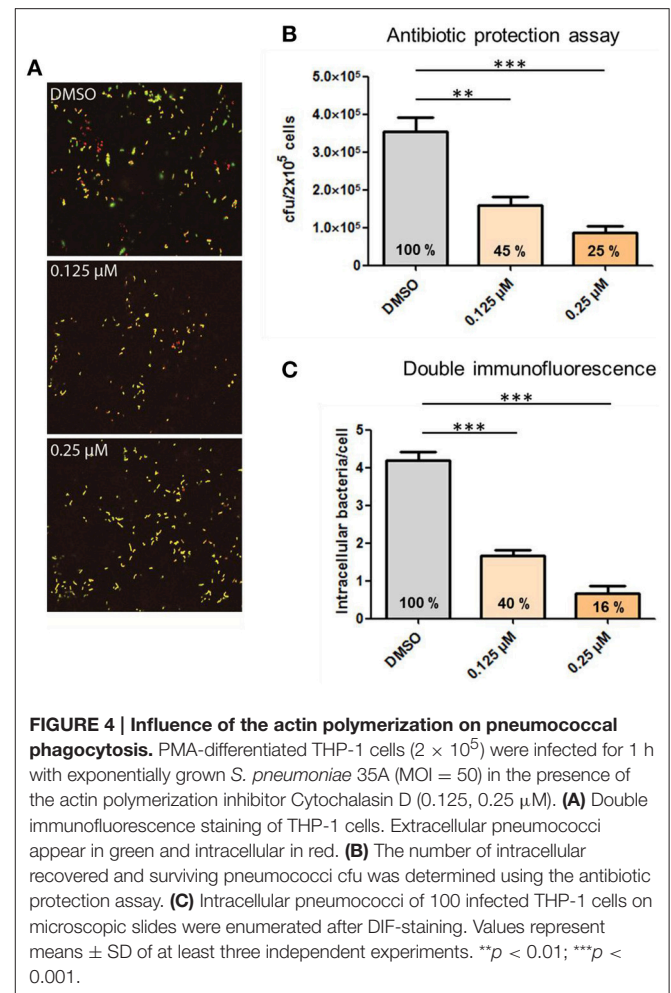 A
DMSO
0.125 µM
0.25 µM
B
Antibiotic protection assay
***
**
cfu/2x10⁵ cells
5.0×10⁵
4.0×10⁵
3.0×10⁵
2.0×10⁵
1.0×10⁵
0
100 %
45 %
25 %
DMSO
0.125 µM
0.25 µM
C
Double immunofluorescence
***
***
Intracellular bacteria/cell
5
4
3
2
1
0
100 %
40 %
16 %
DMSO
0.125 µM
0.25 µM
FIGURE 4 | Influence of the actin polymerization on pneumococcal
phagocytosis. PMA-differentiated THP-1 cells (2 × 10⁵) were infected for 1 h
with exponentially grown S. pneumoniae 35A (MOI = 50) in the presence of
the actin polymerization inhibitor Cytochalasin D (0.125, 0.25 µM). (A) Double
immunofluorescence staining of THP-1 cells. Extracellular pneumococci
appear in green and intracellular in red. (B) The number of intracellular
recovered and surviving pneumococci cfu was determined using the antibiotic
protection assay. (C) Intracellular pneumococci of 100 infected THP-1 cells on
microscopic slides were enumerated after DIF-staining. Values represent
means ± SD of at least three independent experiments. **p < 0.01; ***p <
0.001.